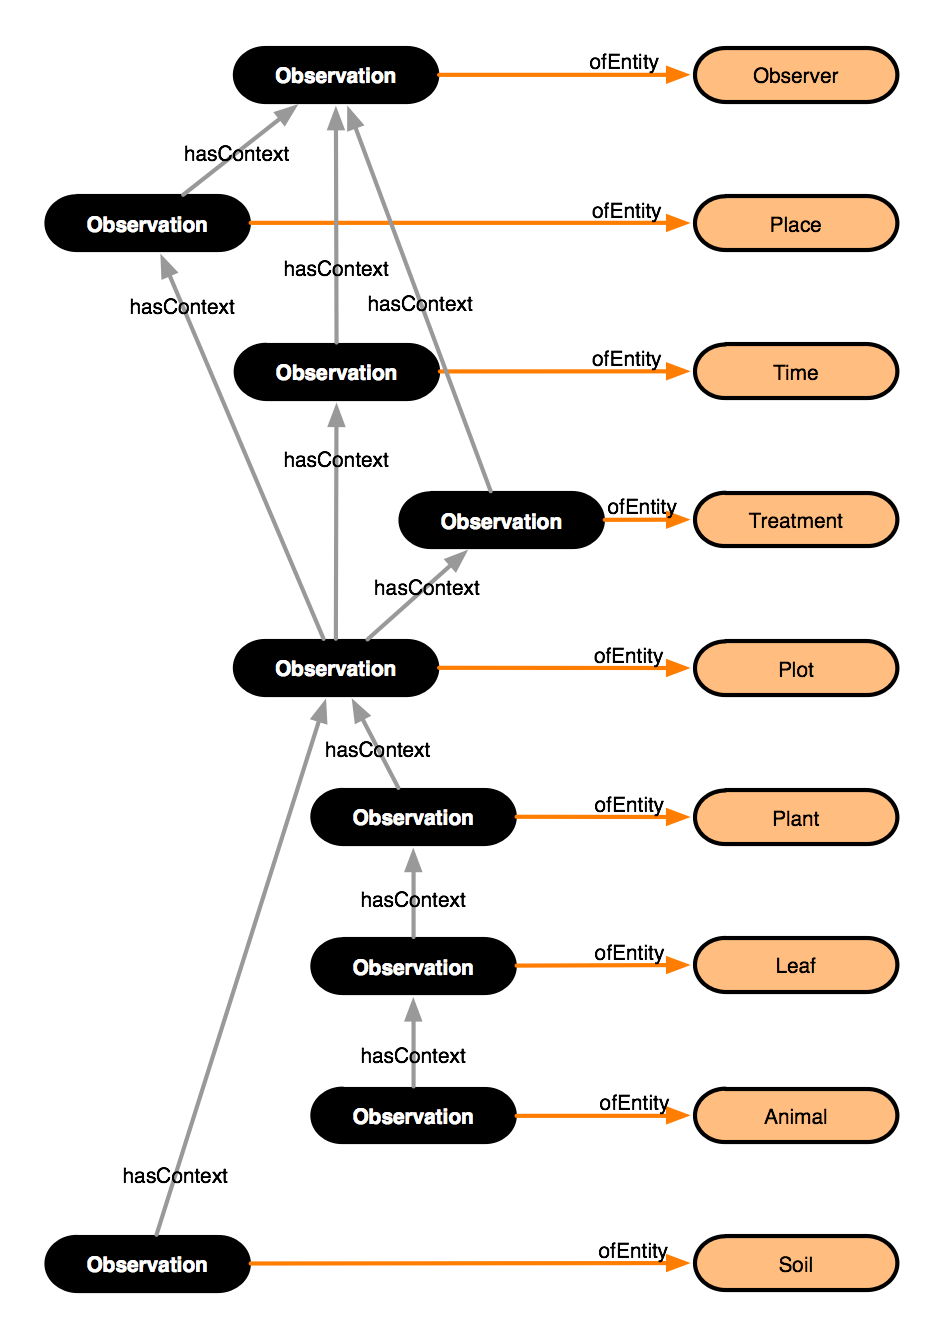 Observation
ofEntity
Observer
hasContext
Observation
ofEntity
Place
hasContext
hasContext
hasContext
Observation
ofEntity
Time
hasContext
Observation
ofEntity
Treatment
hasContext
Observation
ofEntity
Plot
hasContext
Observation
ofEntity
Plant
hasContext
Observation
ofEntity
Leaf
hasContext
Observation
ofEntity
Animal
hasContext
Observation
ofEntity
Soil